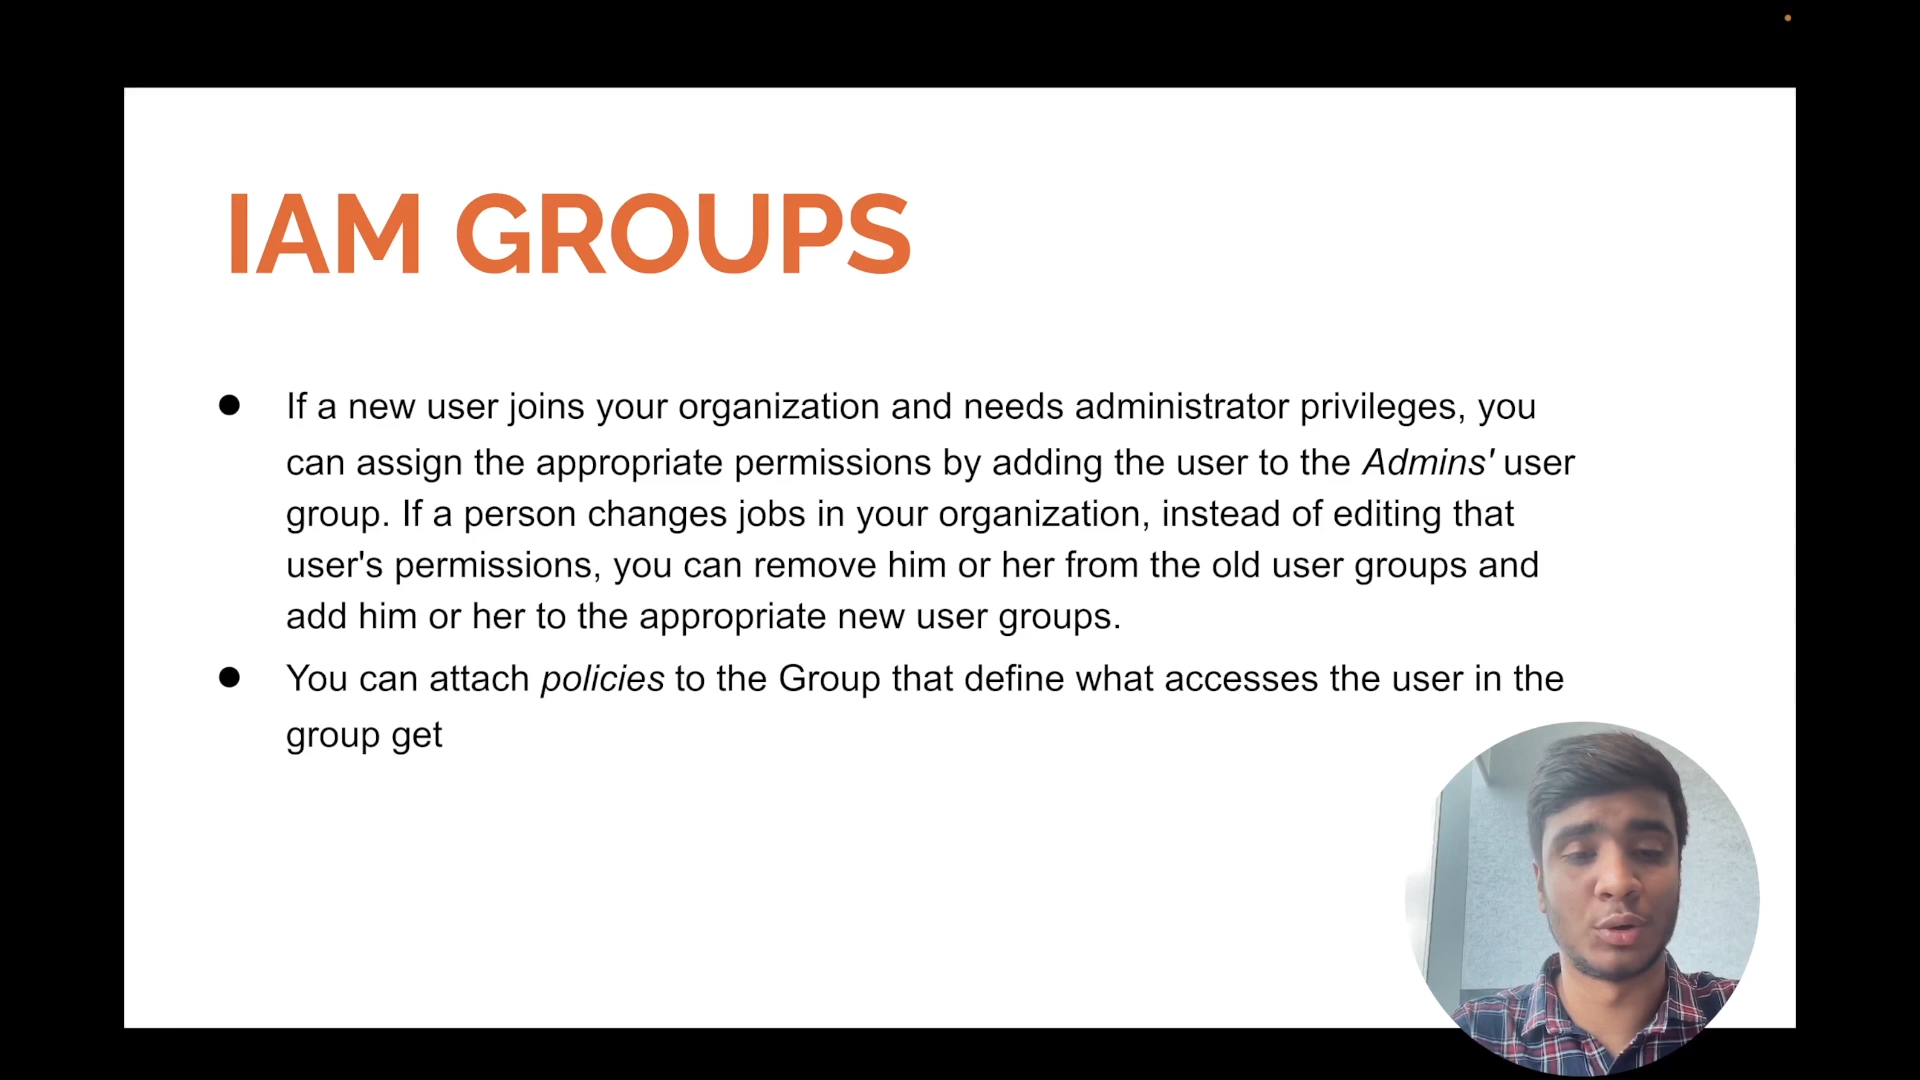 IAM GROUPS
● If a new user joins your organization and needs administrator privileges, you
can assign the appropriate permissions by adding the user to the Admins' user
group. If a person changes jobs in your organization, instead of editing that
user's permissions, you can remove him or her from the old user groups and
add him or her to the appropriate new user groups.
● You can attach policies to the Group that define what accesses the user in the
group get